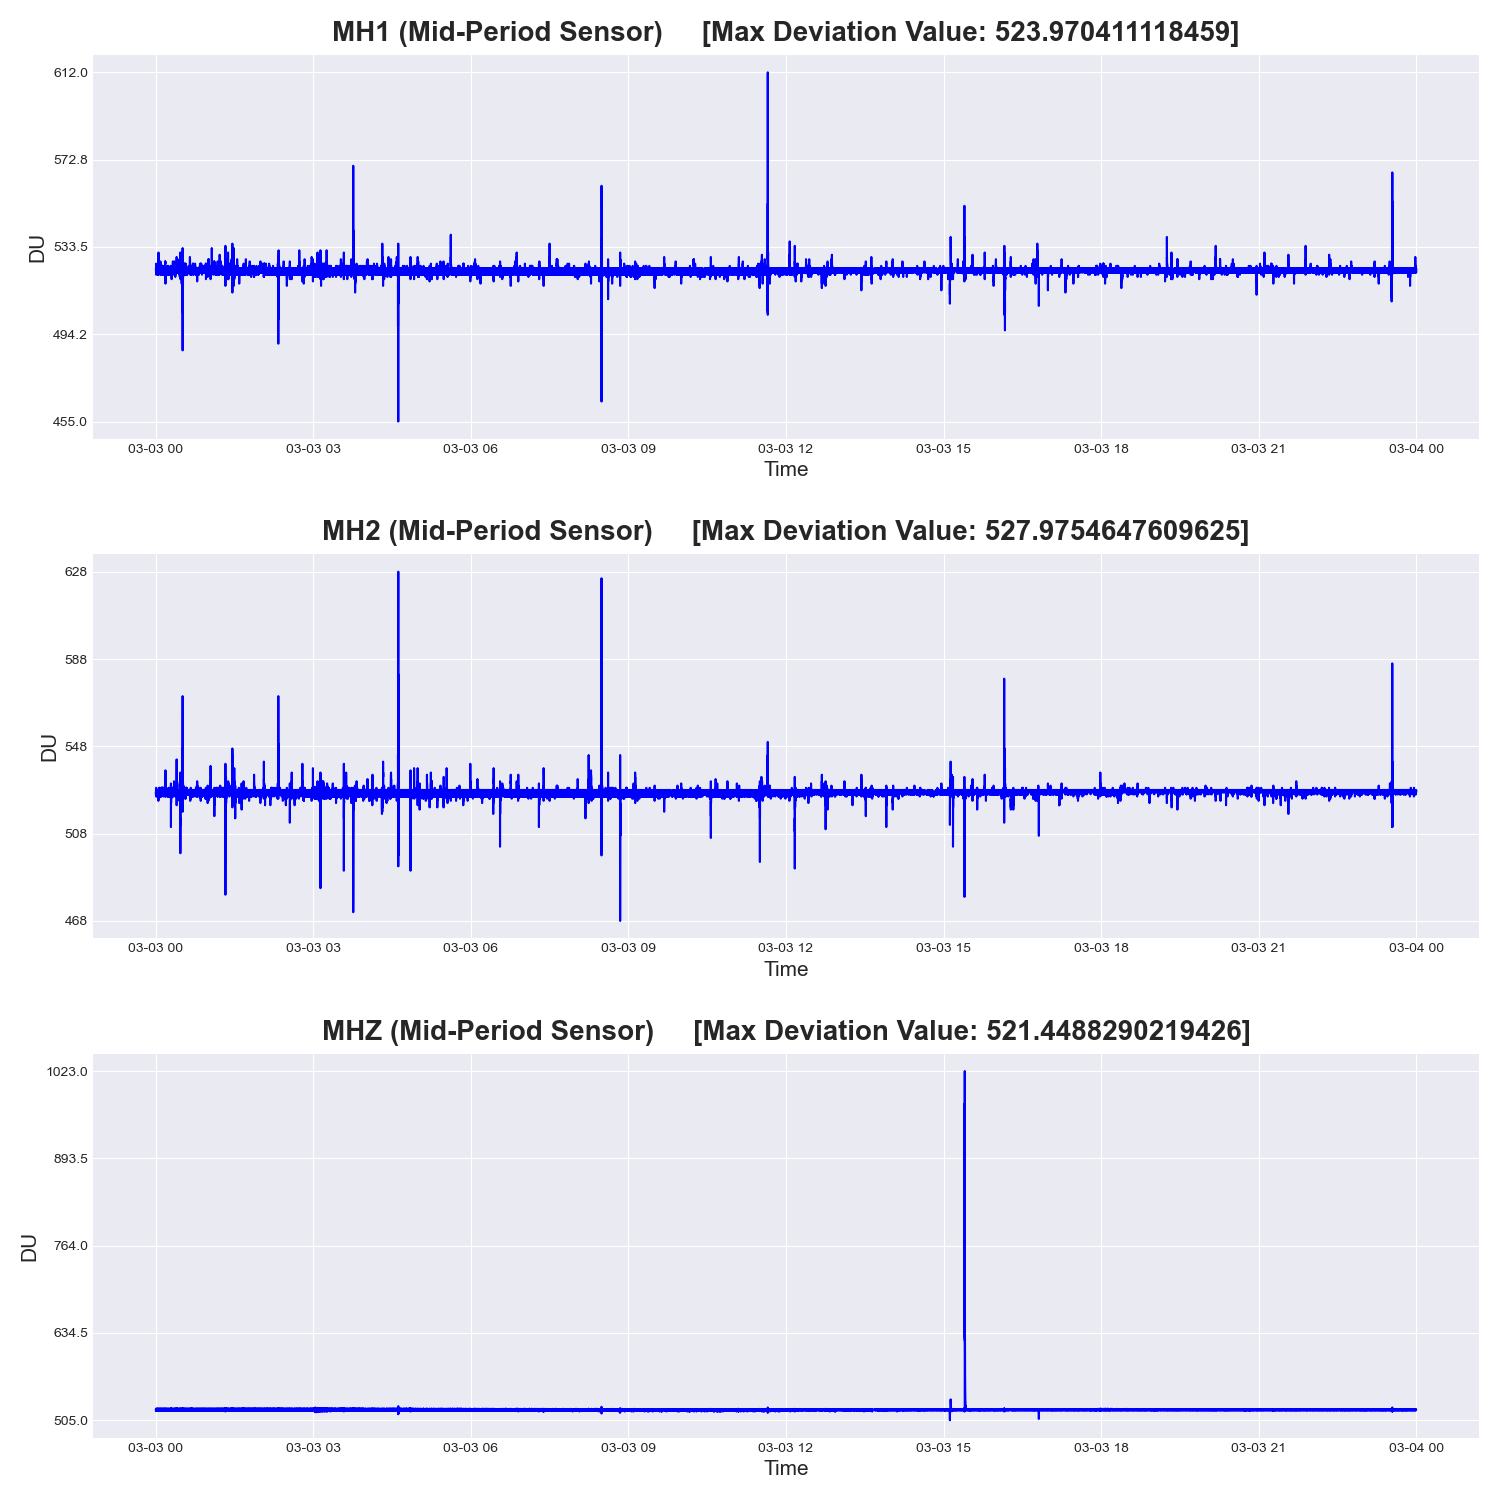 MH1 (Mid-Period Sensor) [Max Deviation Value: 523.970411118459]
612.0
572.8
533.5
494.2
455.0
DU
03-03 00 03-03 03 03-03 06 03-03 09 03-03 12 03-03 15 03-03 18 03-03 21 03-04 00
Time
MH2 (Mid-Period Sensor) [Max Deviation Value: 527.9754647609625]
628
588
548
508
468
DU
03-03 00 03-03 03 03-03 06 03-03 09 03-03 12 03-03 15 03-03 18 03-03 21 03-04 00
Time
MHZ (Mid-Period Sensor) [Max Deviation Value: 521.4488290219426]
1023.0
893.5
764.0
634.5
505.0
DU
03-03 00 03-03 03 03-03 06 03-03 09 03-03 12 03-03 15 03-03 18 03-03 21 03-04 00
Time